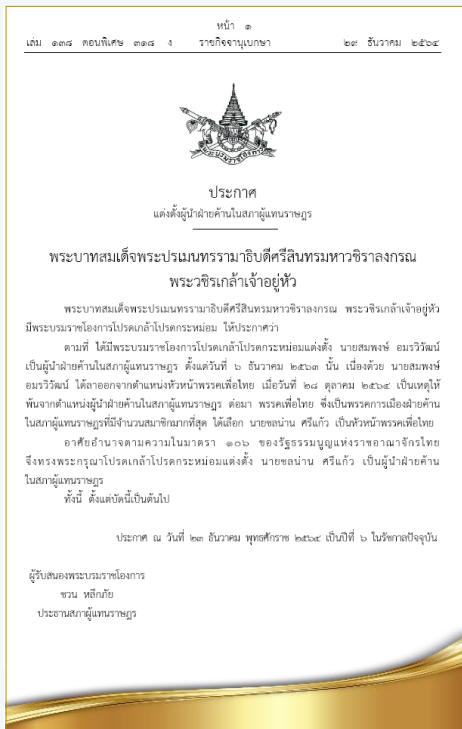 หน้า ๑
เล่ม ๑๓๘ ตอนพิเศษ ๓๑๘ ง ราชกิจจานุเบกษา ๒๙ ธันวาคม ๒๕๖๔
ประกาศ
แต่งตั้งผู้นำฝ่ายค้านในสภาผู้แทนราษฎร
พระบาทสมเด็จพระปรเมนทรรามาธิบดีศรีสินทรมหาวชิราลงกรณ
พระวชิรเกล้าเจ้าอยู่หัว
พระบาทสมเด็จพระปรเมนทรรามาธิบดีศรีสินทรมหาวชิราลงกรณ พระวชิรเกล้าเจ้าอยู่หัว
มีพระบรมราชโองการโปรดเกล้าโปรดกระหม่อม ให้ประกาศว่า
ตามที่ ได้มีพระบรมราชโองการโปรดเกล้าโปรดกระหม่อมแต่งตั้ง นายสมพงษ์ อมรวิวัฒน์
เป็นผู้นำฝ่ายค้านในสภาผู้แทนราษฎร ตั้งแต่วันที่ ๖ ธันวาคม ๒๕๖๓ นั้น เนื่องด้วย นายสมพงษ์
อมรวิวัฒน์ ได้ลาออกจากตำแหน่งหัวหน้าพรรคเพื่อไทย เมื่อวันที่ ๒๘ ตุลาคม ๒๕๖๔ เป็นเหตุให้
พ้นจากตำแหน่งผู้นำฝ่ายค้านในสภาผู้แทนราษฎร ต่อมา พรรคเพื่อไทย ซึ่งเป็นพรรคการเมืองฝ่ายค้าน
ในสภาผู้แทนราษฎรที่มีจำนวนสมาชิกมากที่สุด ได้เลือก นายชลน่าน ศรีแก้ว เป็นหัวหน้าพรรคเพื่อไทย
อาศัยอำนาจตามความในมาตรา ๑๐๖ ของรัฐธรรมนูญแห่งราชอาณาจักรไทย
จึงทรงพระกรุณาโปรดเกล้าโปรดกระหม่อมแต่งตั้ง นายชลน่าน ศรีแก้ว เป็นผู้นำฝ่ายค้าน
ในสภาผู้แทนราษฎร
ทั้งนี้ ตั้งแต่บัดนี้เป็นต้นไป
ประกาศ ณ วันที่ ๒๓ ธันวาคม พุทธศักราช ๒๕๖๔ เป็นปีที่ ๖ ในรัชกาลปัจจุบัน
ผู้รับสนองพระบรมราชโองการ
ชวน หลีกภัย
ประธานสภาผู้แทนราษฎร